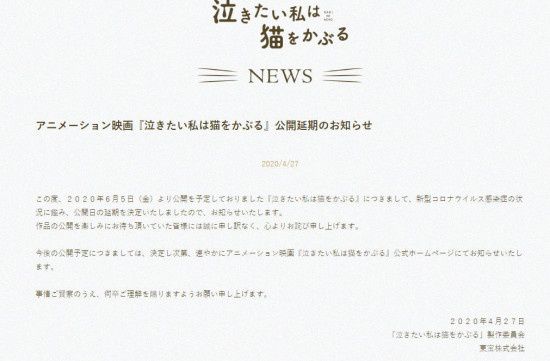 泣きたい私は
猫をかぶる
NEWS
アニメーション映画『泣きたい私は猫をかぶる』公開延期のお知らせ
2020/4/27
この度、２０２０年６月５日（金）より公開を予定しておりました『泣きたい私は猫をかぶる』につきまして、新型コロナウイルス感染症の状
況に鑑み、公開日の延期を決定いたしましたので、お知らせいたします。
作品の公開を楽しみにお待ち頂いていた皆様には誠に申し訳なく、心よりお詫び申し上げます。
今後の公開予定につきましては、決定し次第、速やかにアニメーション映画『泣きたい私は猫をかぶる』公式ホームページにてお知らせいたし
ます。
事情ご賢察のうえ、何卒ご理解を賜りますようお願い申し上げます。
２０２０年４月２７日
「泣きたい私は猫をかぶる」製作委員会
東宝株式会社